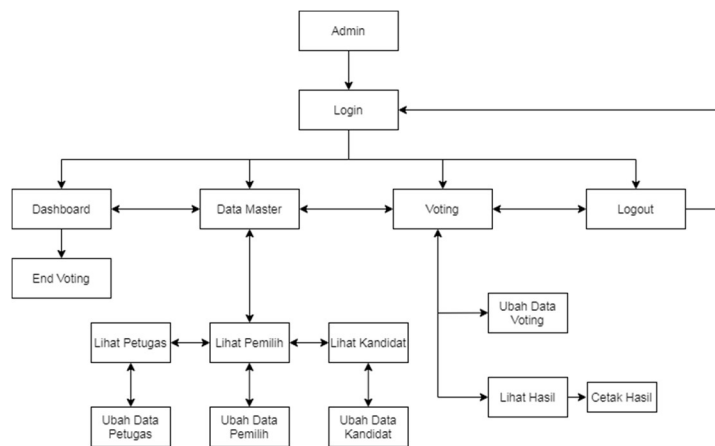 Admin
Login
Dashboard
Data Master
Voting
Logout
End Voting
Ubah Data
Voting
Lihat Petugas
Lihat Pemilih
Lihat Kandidat
Lihat Hasil
Cetak Hasil
Ubah Data
Petugas
Ubah Data
Pemilih
Ubah Data
Kandidat